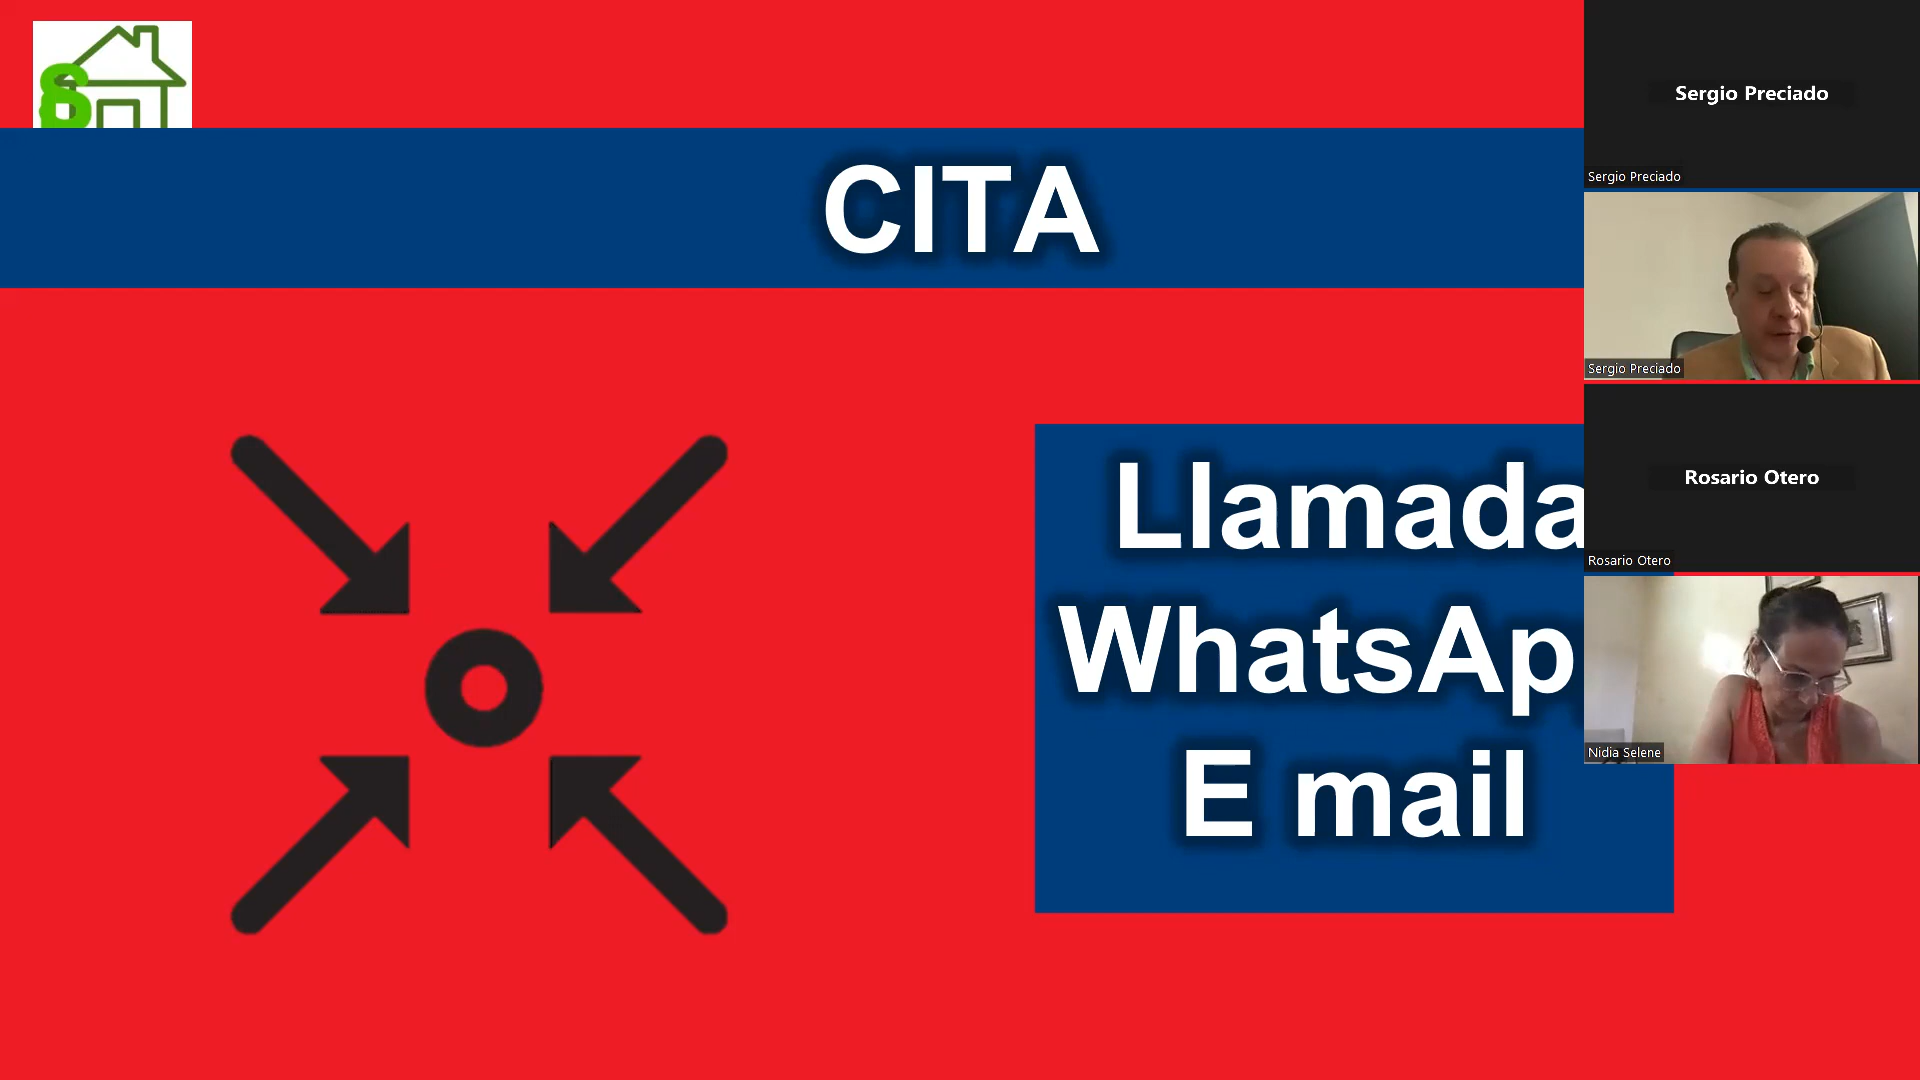 CITA
Llamada
WhatsAp
E mail
Sergio Preciado
Sergio Preciado
Sergio Preciado
Rosario Otero
Rosario Otero
Nidia Selene